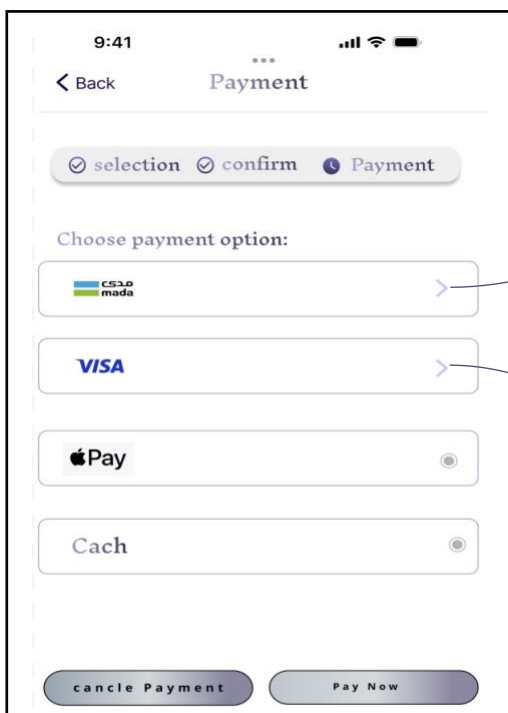 9:41
Back Payment
selection confirm Payment
Choose payment option:
مدى
mada
VISA
Pay
Cach
cancle Payment Pay Now